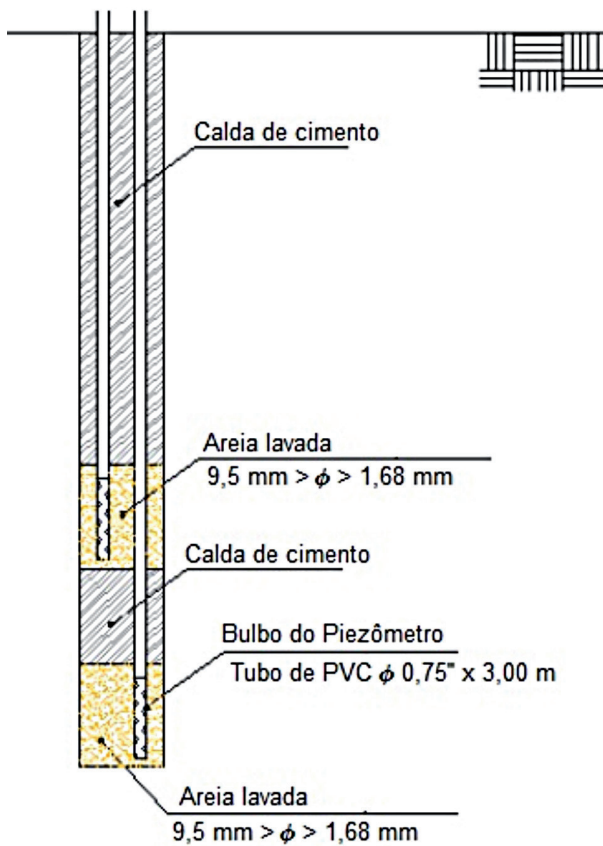 Calda de cimento
Areia lavada
9,5 mm > ϕ > 1,68 mm
Calda de cimento
Bulbo do Piezômetro
Tubo de PVC ϕ 0,75" x 3,00 m
Areia lavada
9,5 mm > ϕ > 1,68 mm